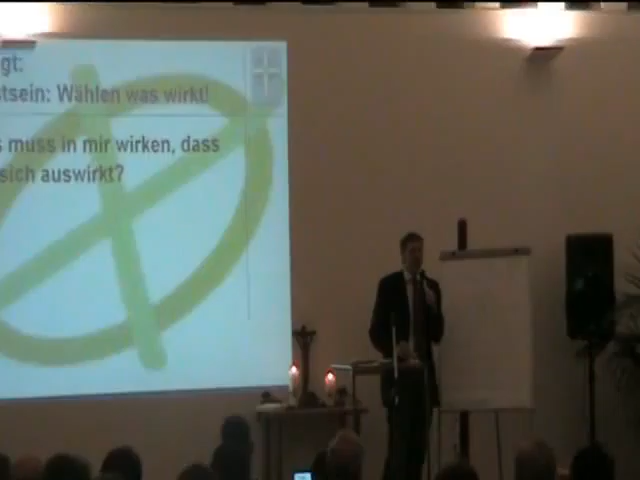 gt:
tsein: Wählen was wirkt!
s muss in mir wirken, dass
sich auswirkt?